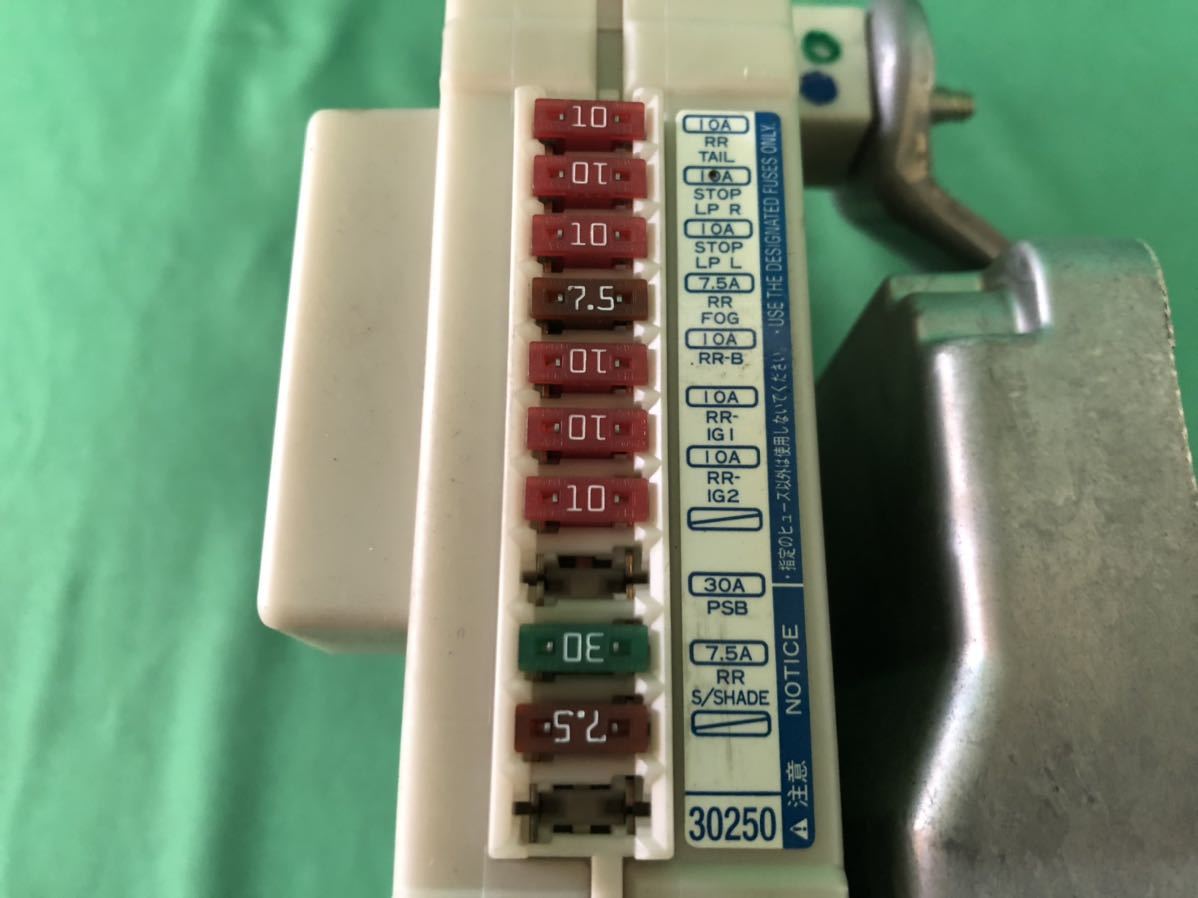 10
10
10
7.5
10
10
10
30
7.5
10A
RR
TAIL
10A
STOP
LP R
10A
STOP
LP L
7.5A
RR
FOG
10A
RR-B
10A
RR-
IG1
10A
RR-
IG2
30A
PSB
7.5A
RR
S/SHADE
30250
⚠ 注意 NOTICE
・指定のヒューズ以外は使用しないでください。 ・USE THE DESIGNATED FUSES ONLY.